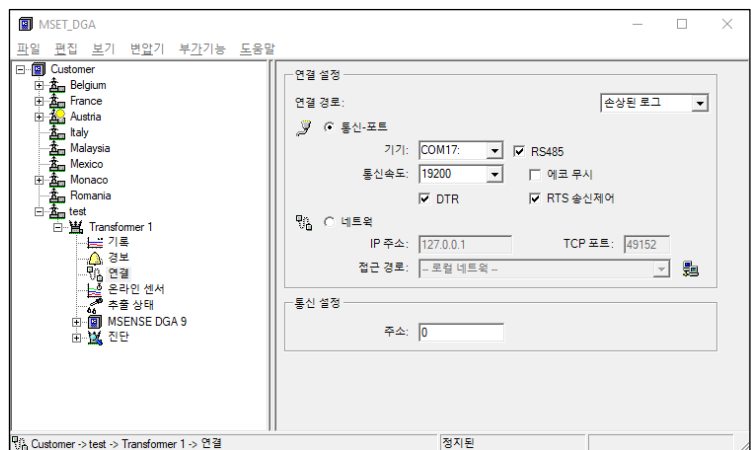 MSET_DGA
파일 편집 보기 변압기 부가기능 도움말
Customer
Belgium
France
Austria
Italy
Malaysia
Mexico
Monaco
Romania
test
Transformer 1
기록
경보
연결
온라인 센서
추출 상태
MSENSE DGA 9
진단
연결 설정
연결 경로: 손상된 로그
통신-포트
기기: COM17: RS485
통신속도: 19200 에코 무시
DTR RTS 송신제어
네트웍
IP 주소: 127.0.0.1 TCP 포트: 49152
접근 경로: -- 로컬 네트웍 --
통신 설정
주소: 0
Customer -> test -> Transformer 1 -> 연결 정지된